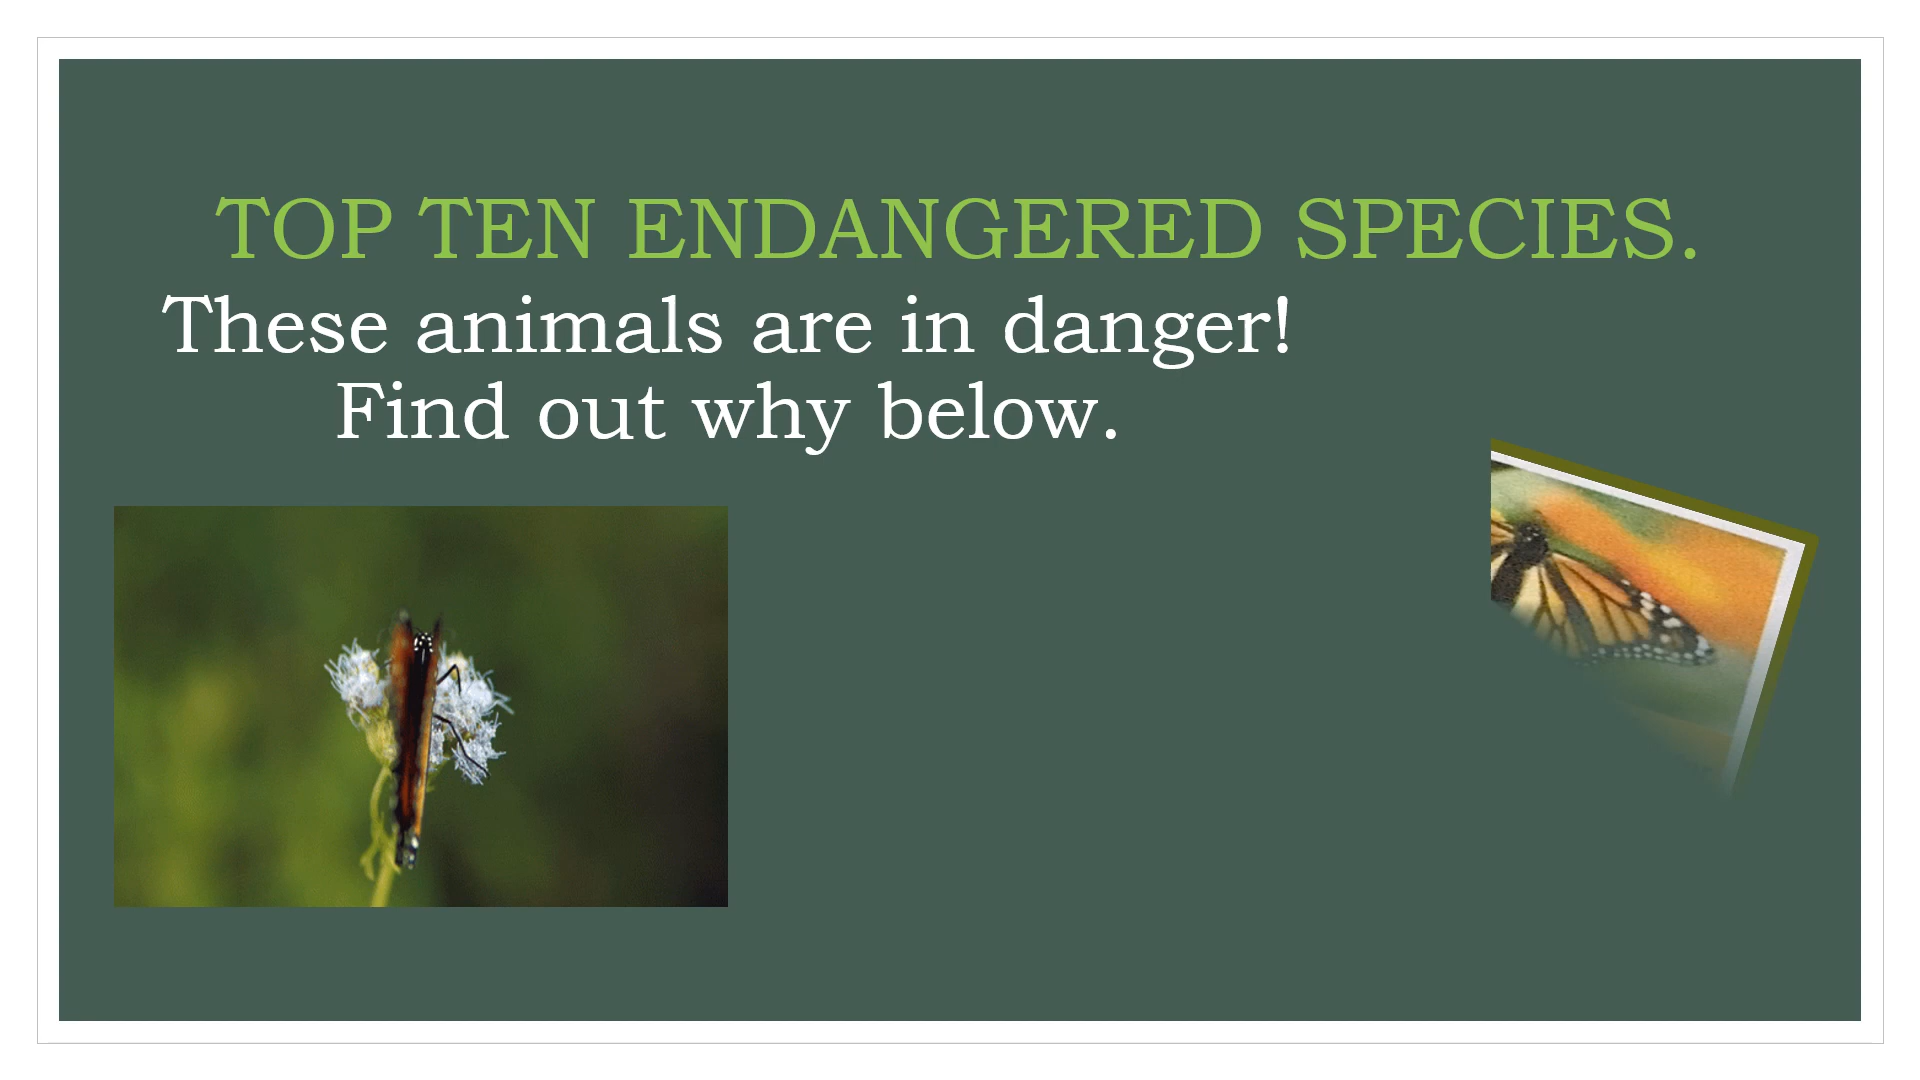 TOP TEN ENDANGERED SPECIES.
These animals are in danger!
Find out why below.